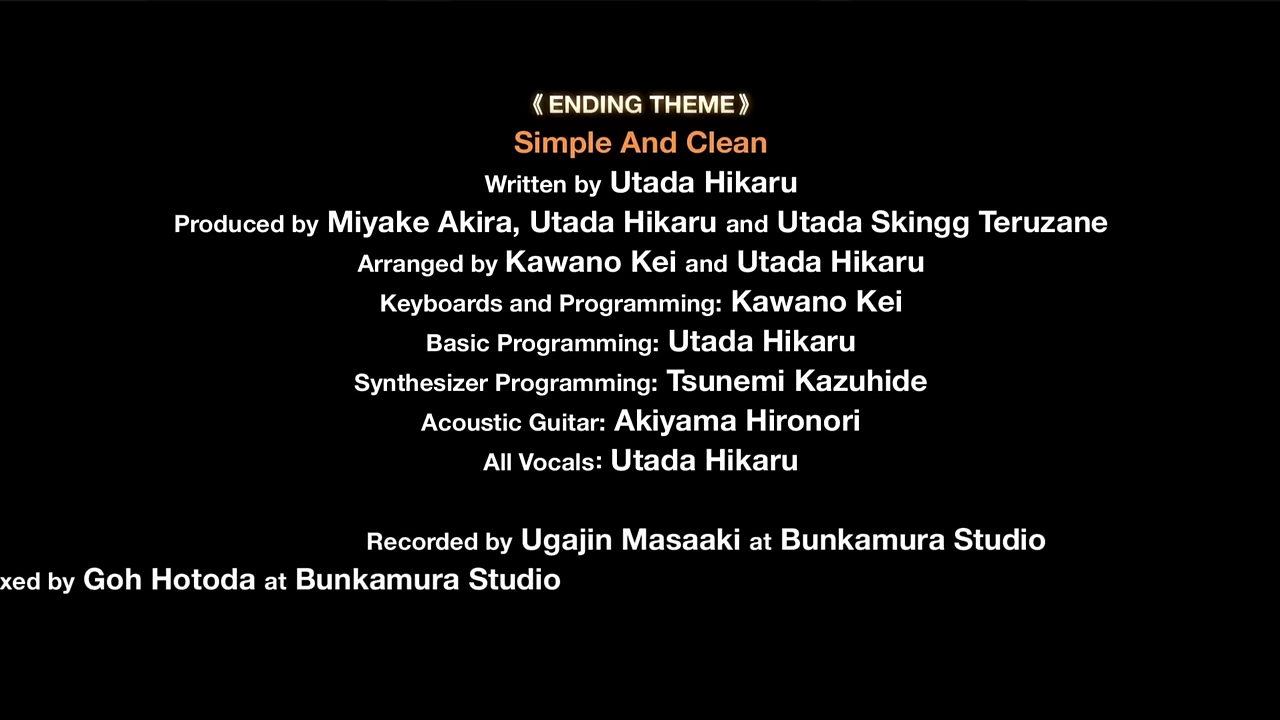 《ENDING THEME》
Simple And Clean
Written by Utada Hikaru
Produced by Miyake Akira, Utada Hikaru and Utada Skingg Teruzane
Arranged by Kawano Kei and Utada Hikaru
Keyboards and Programming: Kawano Kei
Basic Programming: Utada Hikaru
Synthesizer Programming: Tsunemi Kazuhide
Acoustic Guitar: Akiyama Hironori
All Vocals: Utada Hikaru
Recorded by Ugajin Masaaki at Bunkamura Studio
xed by Goh Hotoda at Bunkamura Studio